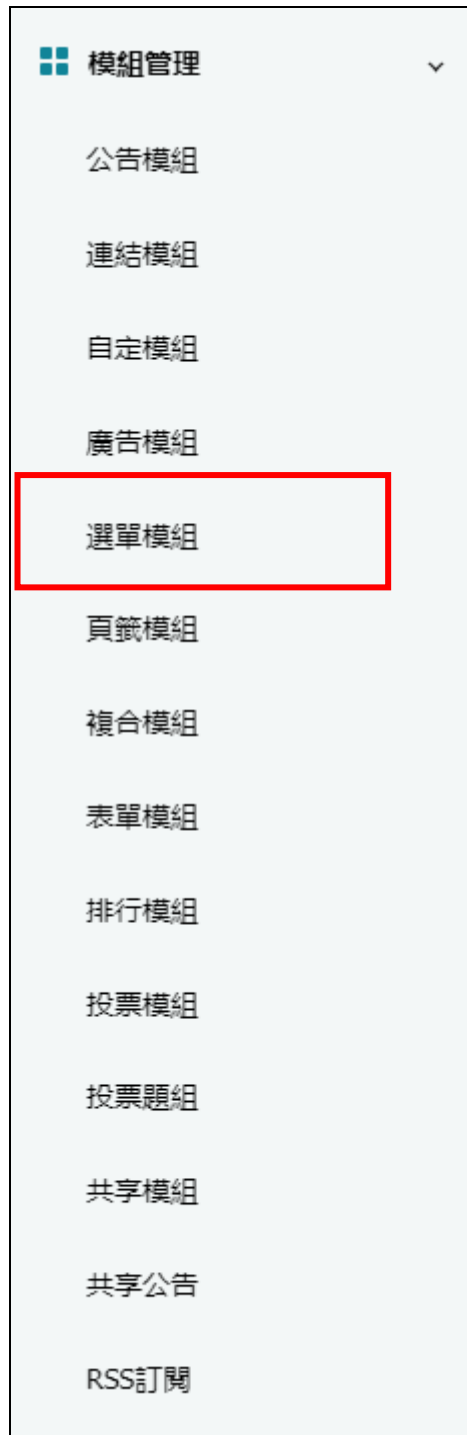 模組管理
公告模組
連結模組
自定模組
廣告模組
選單模組
頁籤模組
複合模組
表單模組
排行模組
投票模組
投票題組
共享模組
共享公告
RSS訂閱